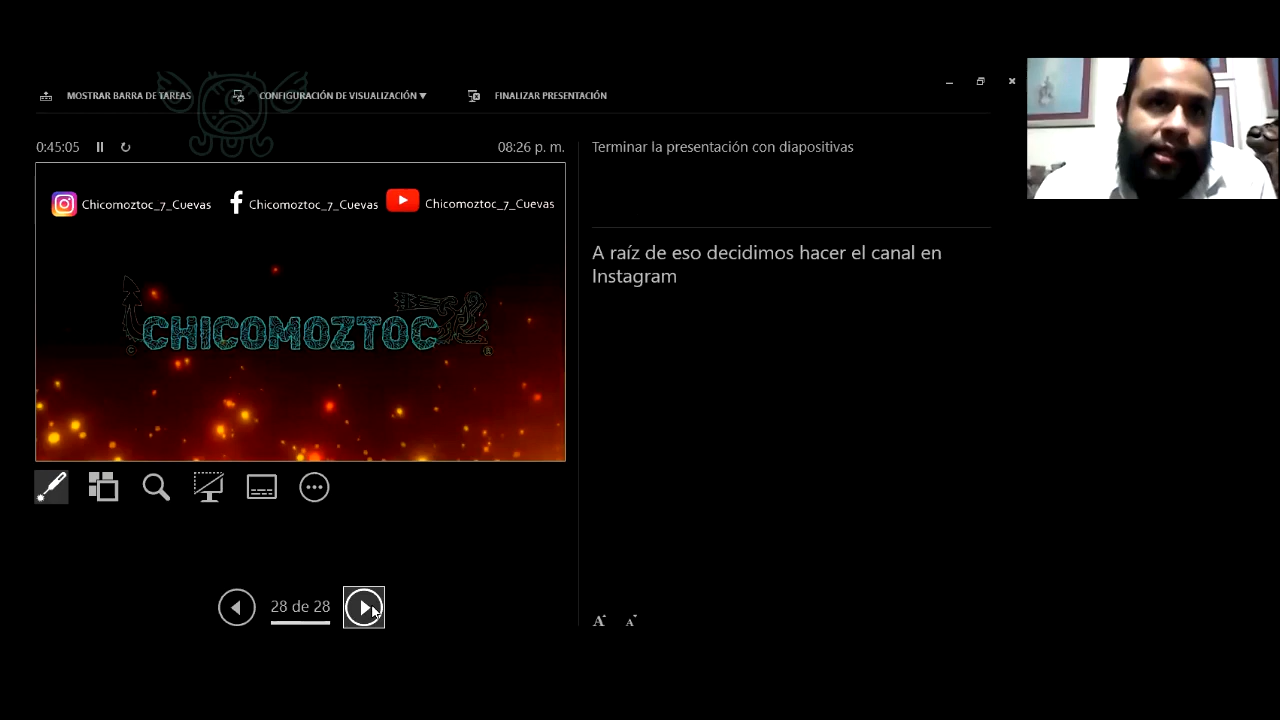 MOSTRAR BARRA DE TAREAS CONFIGURACIÓN DE VISUALIZACIÓN ▼ FINALIZAR PRESENTACIÓN
0:45:05 08:26 p. m.
Chicomoztoc_7_Cuevas Chicomoztoc_7_Cuevas Chicomoztoc_7_Cuevas
CHICOMOZTOC
28 de 28
Terminar la presentación con diapositivas
A raíz de eso decidimos hacer el canal en
Instagram
A A